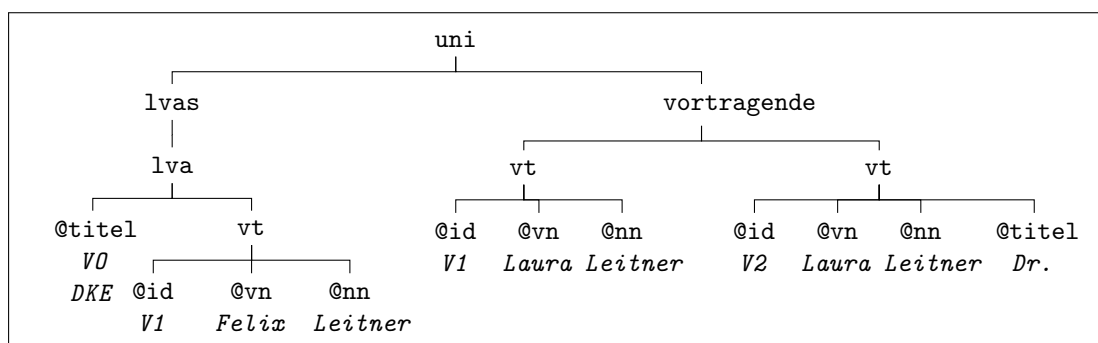 uni
lvas vortragende
lva vt vt
@titel vt @id @vn @nn @id @vn @nn @titel
VO V1 Laura Leitner V2 Laura Leitner Dr.
DKE @id @vn @nn
V1 Felix Leitner